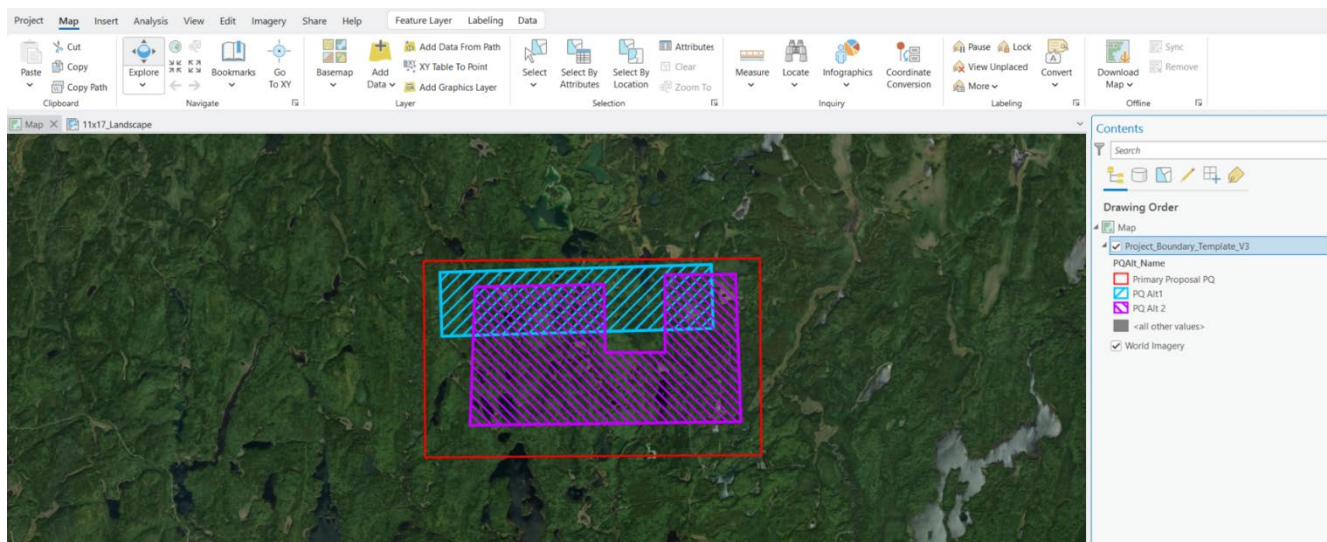 Project Map Insert Analysis View Edit Imagery Share Help Feature Layer Labeling Data
Cut
Copy
Copy Path
Paste
Clipboard
Explore
Bookmarks
Go To XY
Navigate
Basemap
Add Data
Add Data From Path
XY Table To Point
Add Graphics Layer
Layer
Select
Select By Attributes
Select By Location
Attributes
Clear
Zoom To
Selection
Measure
Locate
Infographics
Coordinate Conversion
Inquiry
Pause Lock
View Unplaced
More
Convert
Labeling
Download Map
Sync
Remove
Offline
Map 11x17_Landscape
Contents
Search
Drawing Order
Map
Project_Boundary_Template_V3
PQAlt_Name
Primary Proposal PQ
PQ Alt1
PQ Alt 2
<all other values>
World Imagery